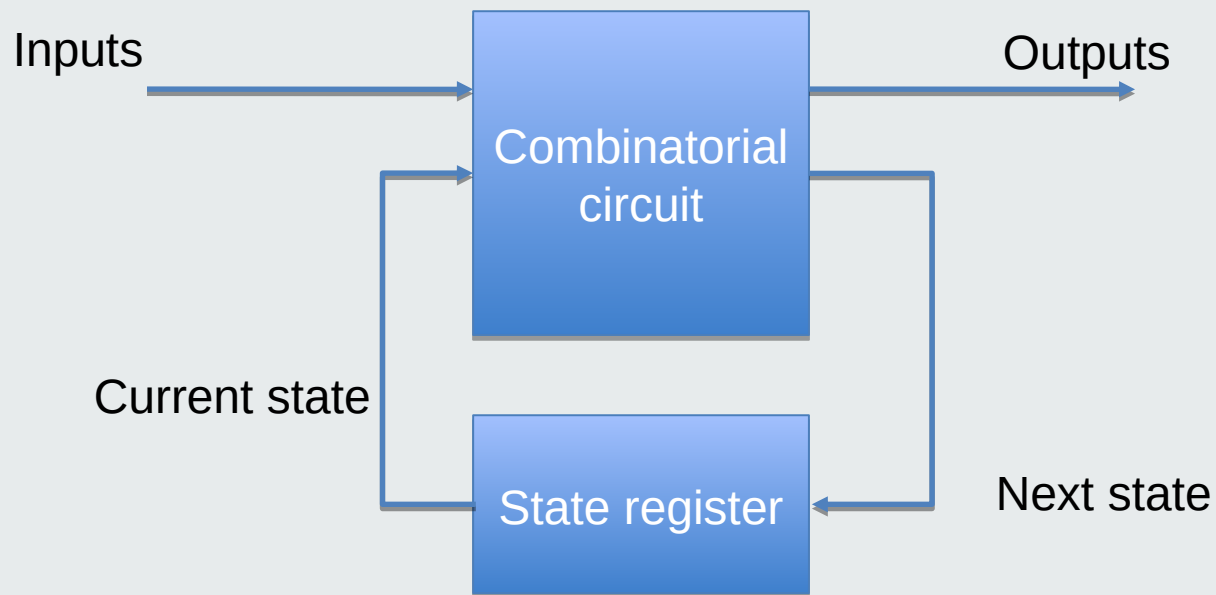 Inputs
Outputs
Combinatorial
circuit
Current state
State register
Next state